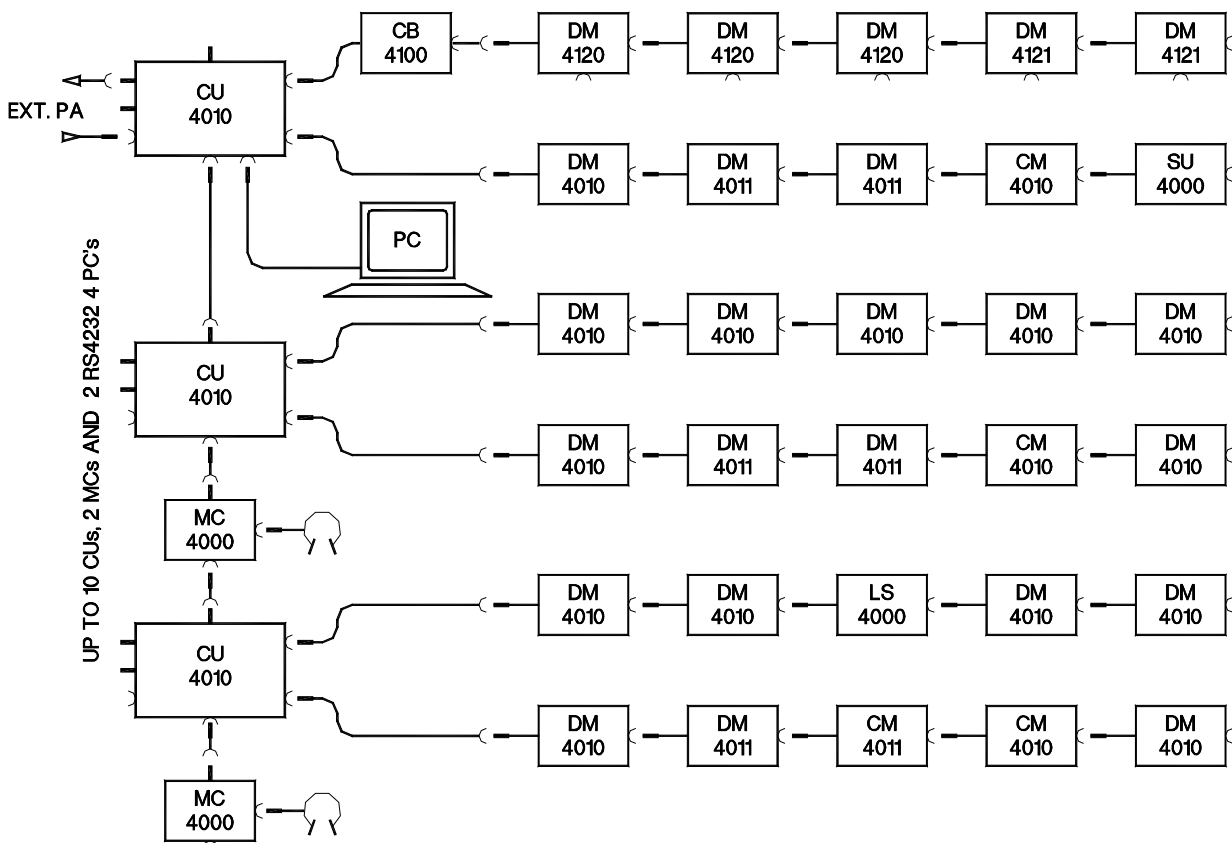 CB
4100
DM
4120
DM
4120
DM
4120
DM
4121
DM
4121
EXT. PA
CU
4010
DM
4010
DM
4011
DM
4011
CM
4010
SU
4000
PC
UP TO 10 CUs, 2 MCs AND 2 RS4232 4 PC's
CU
4010
DM
4010
DM
4010
DM
4010
DM
4010
DM
4010
DM
4010
DM
4011
DM
4011
CM
4010
DM
4010
MC
4000
CU
4010
DM
4010
DM
4010
LS
4000
DM
4010
DM
4010
DM
4010
DM
4011
CM
4011
CM
4010
DM
4010
MC
4000